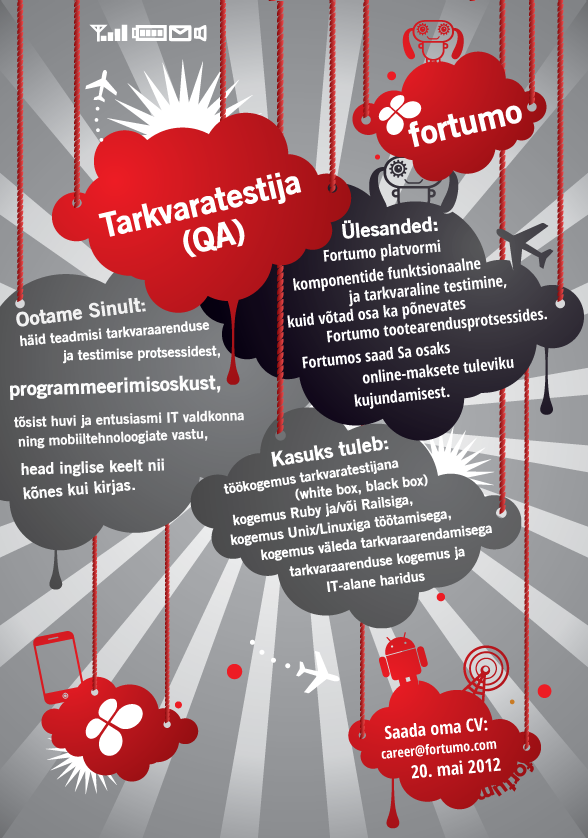 fortumo
Tarkvaratestija
(QA)
Ülesanded:
Fortumo platvormi
komponentide funktsionaalne
ja tarkvaraline testimine,
kuid võtad osa ka põnevates
Fortumo tootearendusprotsessides.
Fortumos saad Sa osaks
online-maksete tuleviku
kujundamisest.
Ootame Sinult:
häid teadmisi tarkvaraarenduse
ja testimise protsessidest,
programmeerimisoskust,
tõsist huvi ja entusiasmi IT valdkonna
ning mobiiltehnoloogiate vastu,
head inglise keelt nii
kõnes kui kirjas.
Kasuks tuleb:
töökogemus tarkvaratestijana
(white box, black box)
kogemus Ruby ja/või Railsiga,
kogemus Unix/Linuxiga töötamisega,
kogemus väleda tarkvaraarendamisega
tarkvaraarenduse kogemus ja
IT-alane haridus
Saada oma CV:
career@fortumo.com
20. mai 2012
fortumo